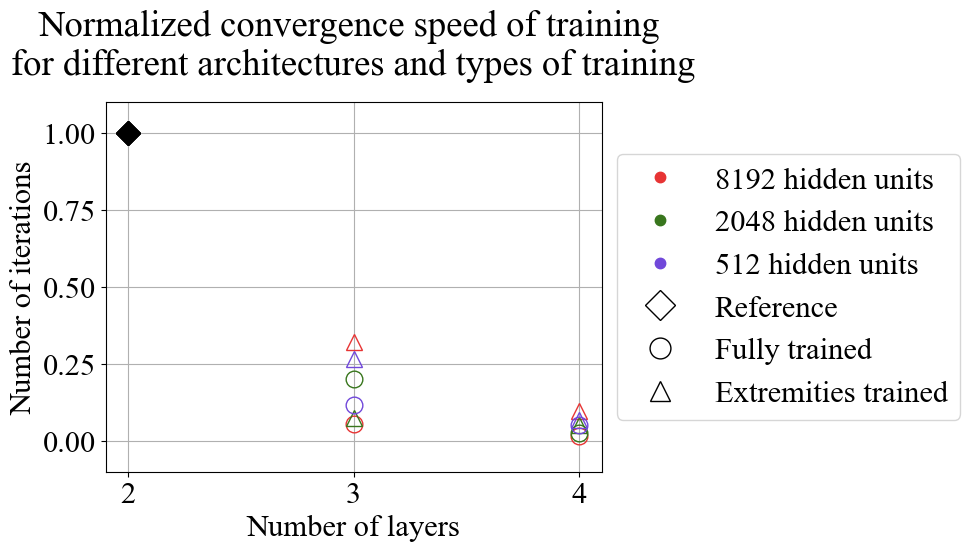 Normalized convergence speed of training
for different architectures and types of training
Number of iterations
1.00
0.75
0.50
0.25
0.00
2
3
4
Number of layers
8192 hidden units
2048 hidden units
512 hidden units
Reference
Fully trained
Extremities trained